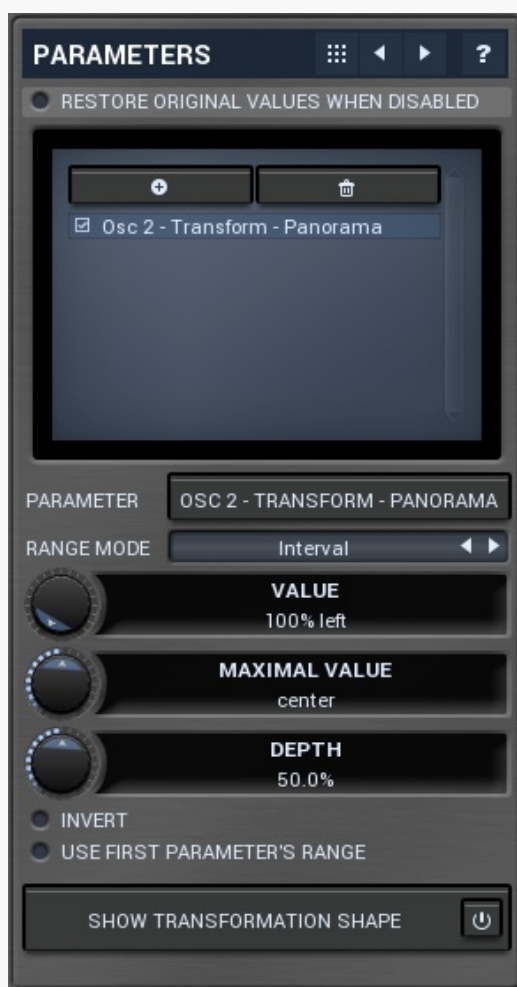 PARAMETERS ?
RESTORE ORIGINAL VALUES WHEN DISABLED
Osc 2 - Transform - Panorama
PARAMETER OSC 2 - TRANSFORM - PANORAMA
RANGE MODE Interval
VALUE
100% left
MAXIMAL VALUE
center
DEPTH
50.0%
INVERT
USE FIRST PARAMETER'S RANGE
SHOW TRANSFORMATION SHAPE